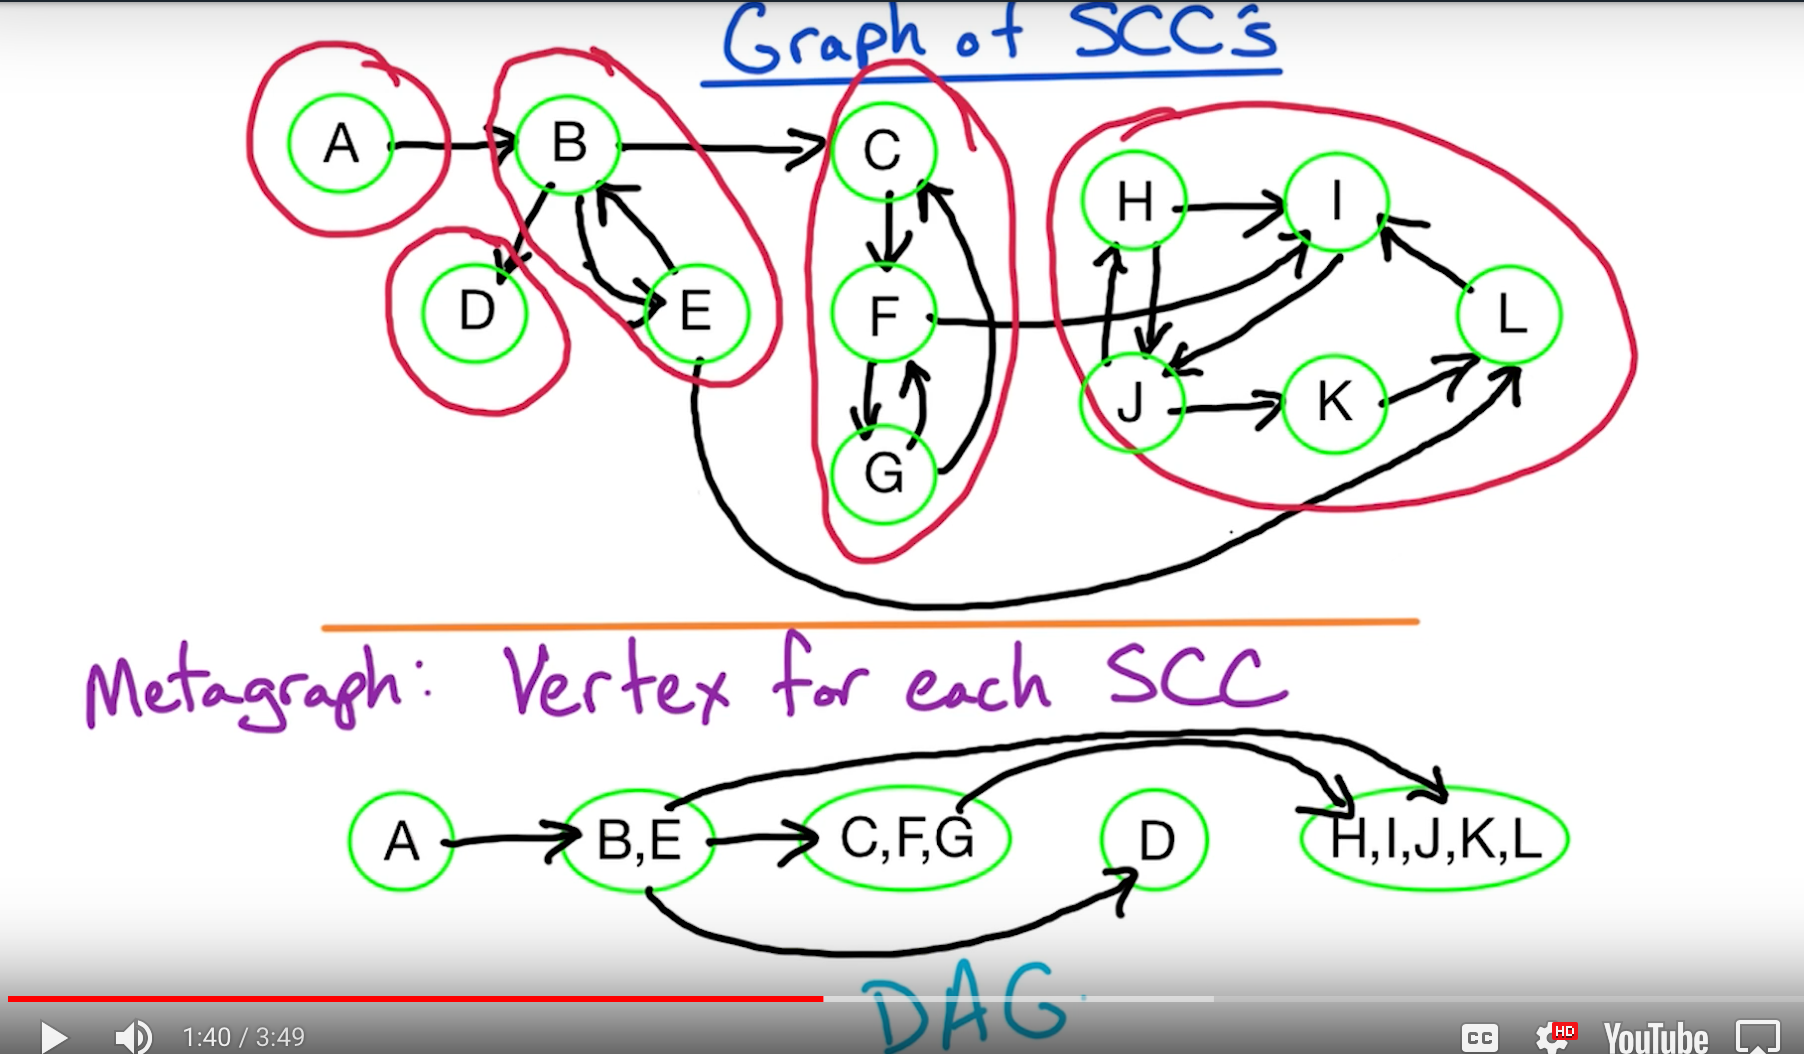 Graph of SCC's
A B C H I
D E F L
J K
G
Metagraph: Vertex for each SCC
A B,E C,F,G D H,I,J,K,L
DAG
1:40 / 3:49 CC HD YouTube